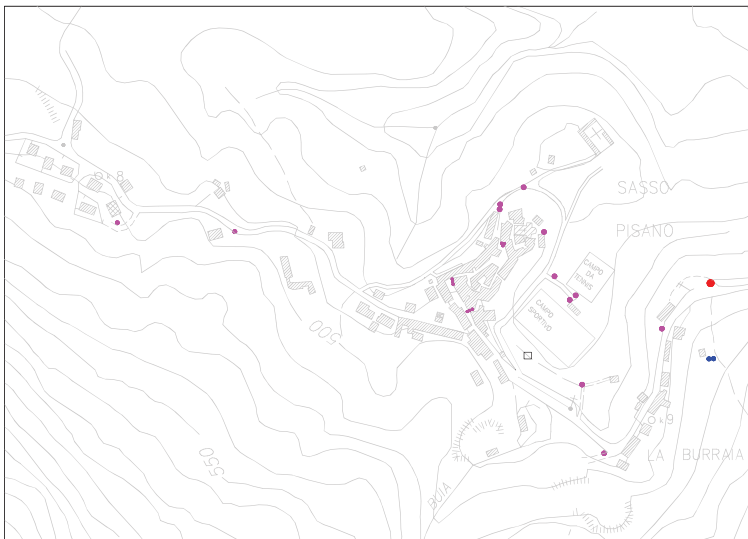 SASSO
PISANO
CAMPO
DA
TENNIS
CAMPO
SPORTIVO
500
550
LA BURRAIA
BUIA